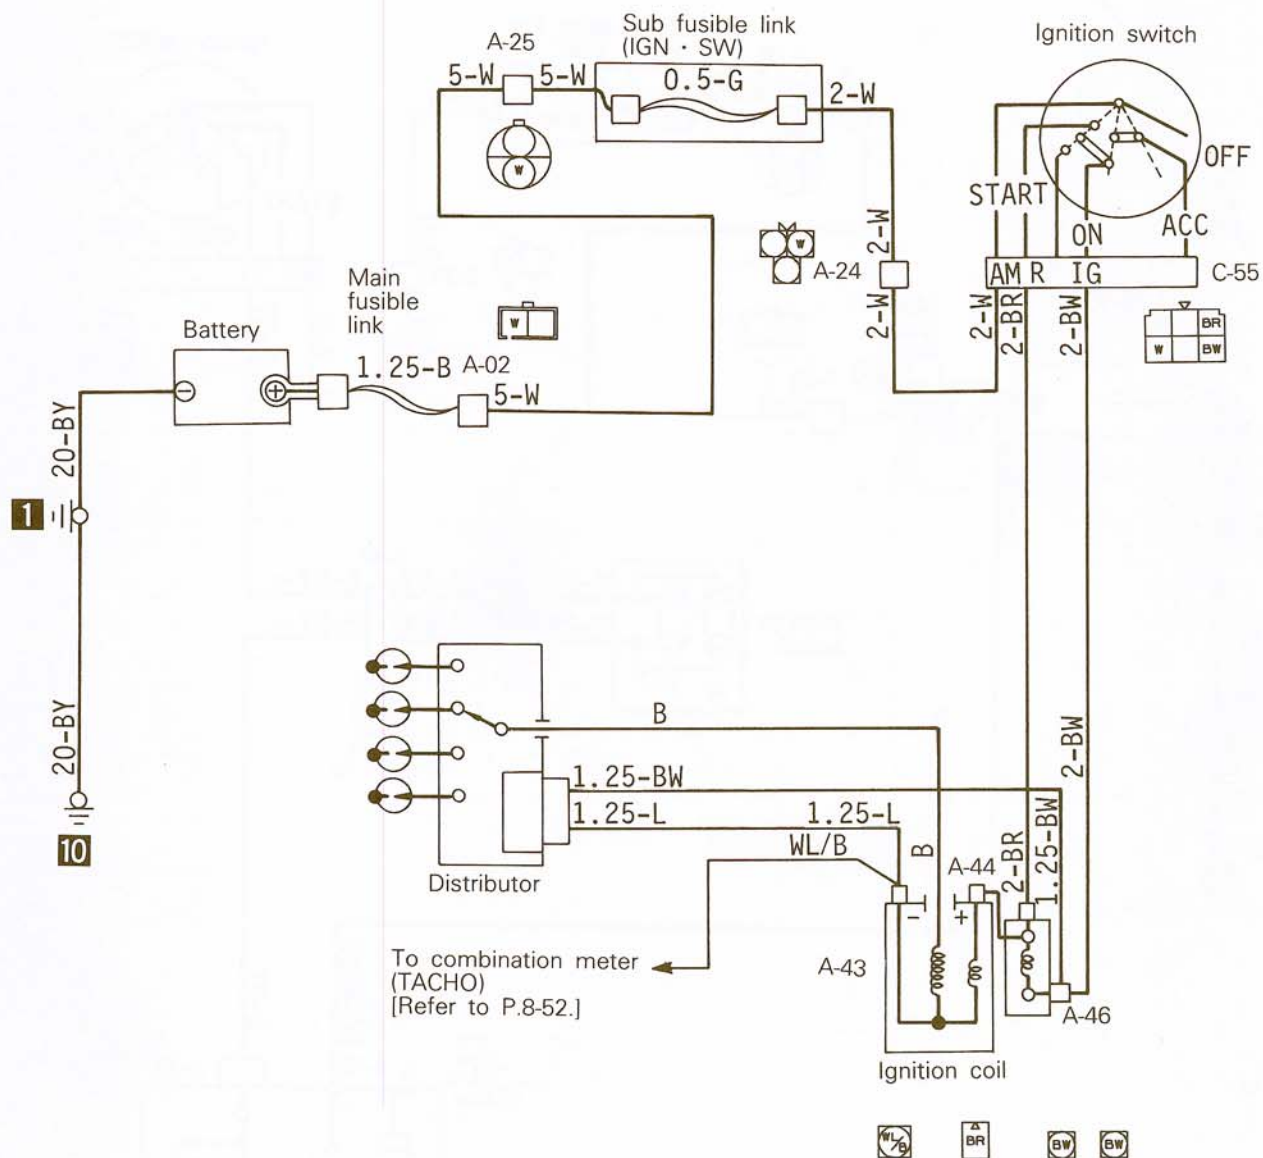 Sub fusible link
(IGN · SW)
Ignition switch
A-25
5-W
5-W
0.5-G
2-W
W
OFF
START
ON
ACC
2-W
W
A-24
AM R IG
C-55
2-W
2-W
2-BR
2-BW
BR
W
BW
Main
fusible
link
W
Battery
1.25-B
A-02
5-W
20-BY
1
20-BY
10
B
2-BW
1.25-BW
1.25-L
1.25-L
WL/B
B
A-44
2-BR
1.25-BW
Distributor
To combination meter
(TACHO)
[Refer to P.8-52.]
A-43
A-46
Ignition coil
WL/B
BR
BW
BW